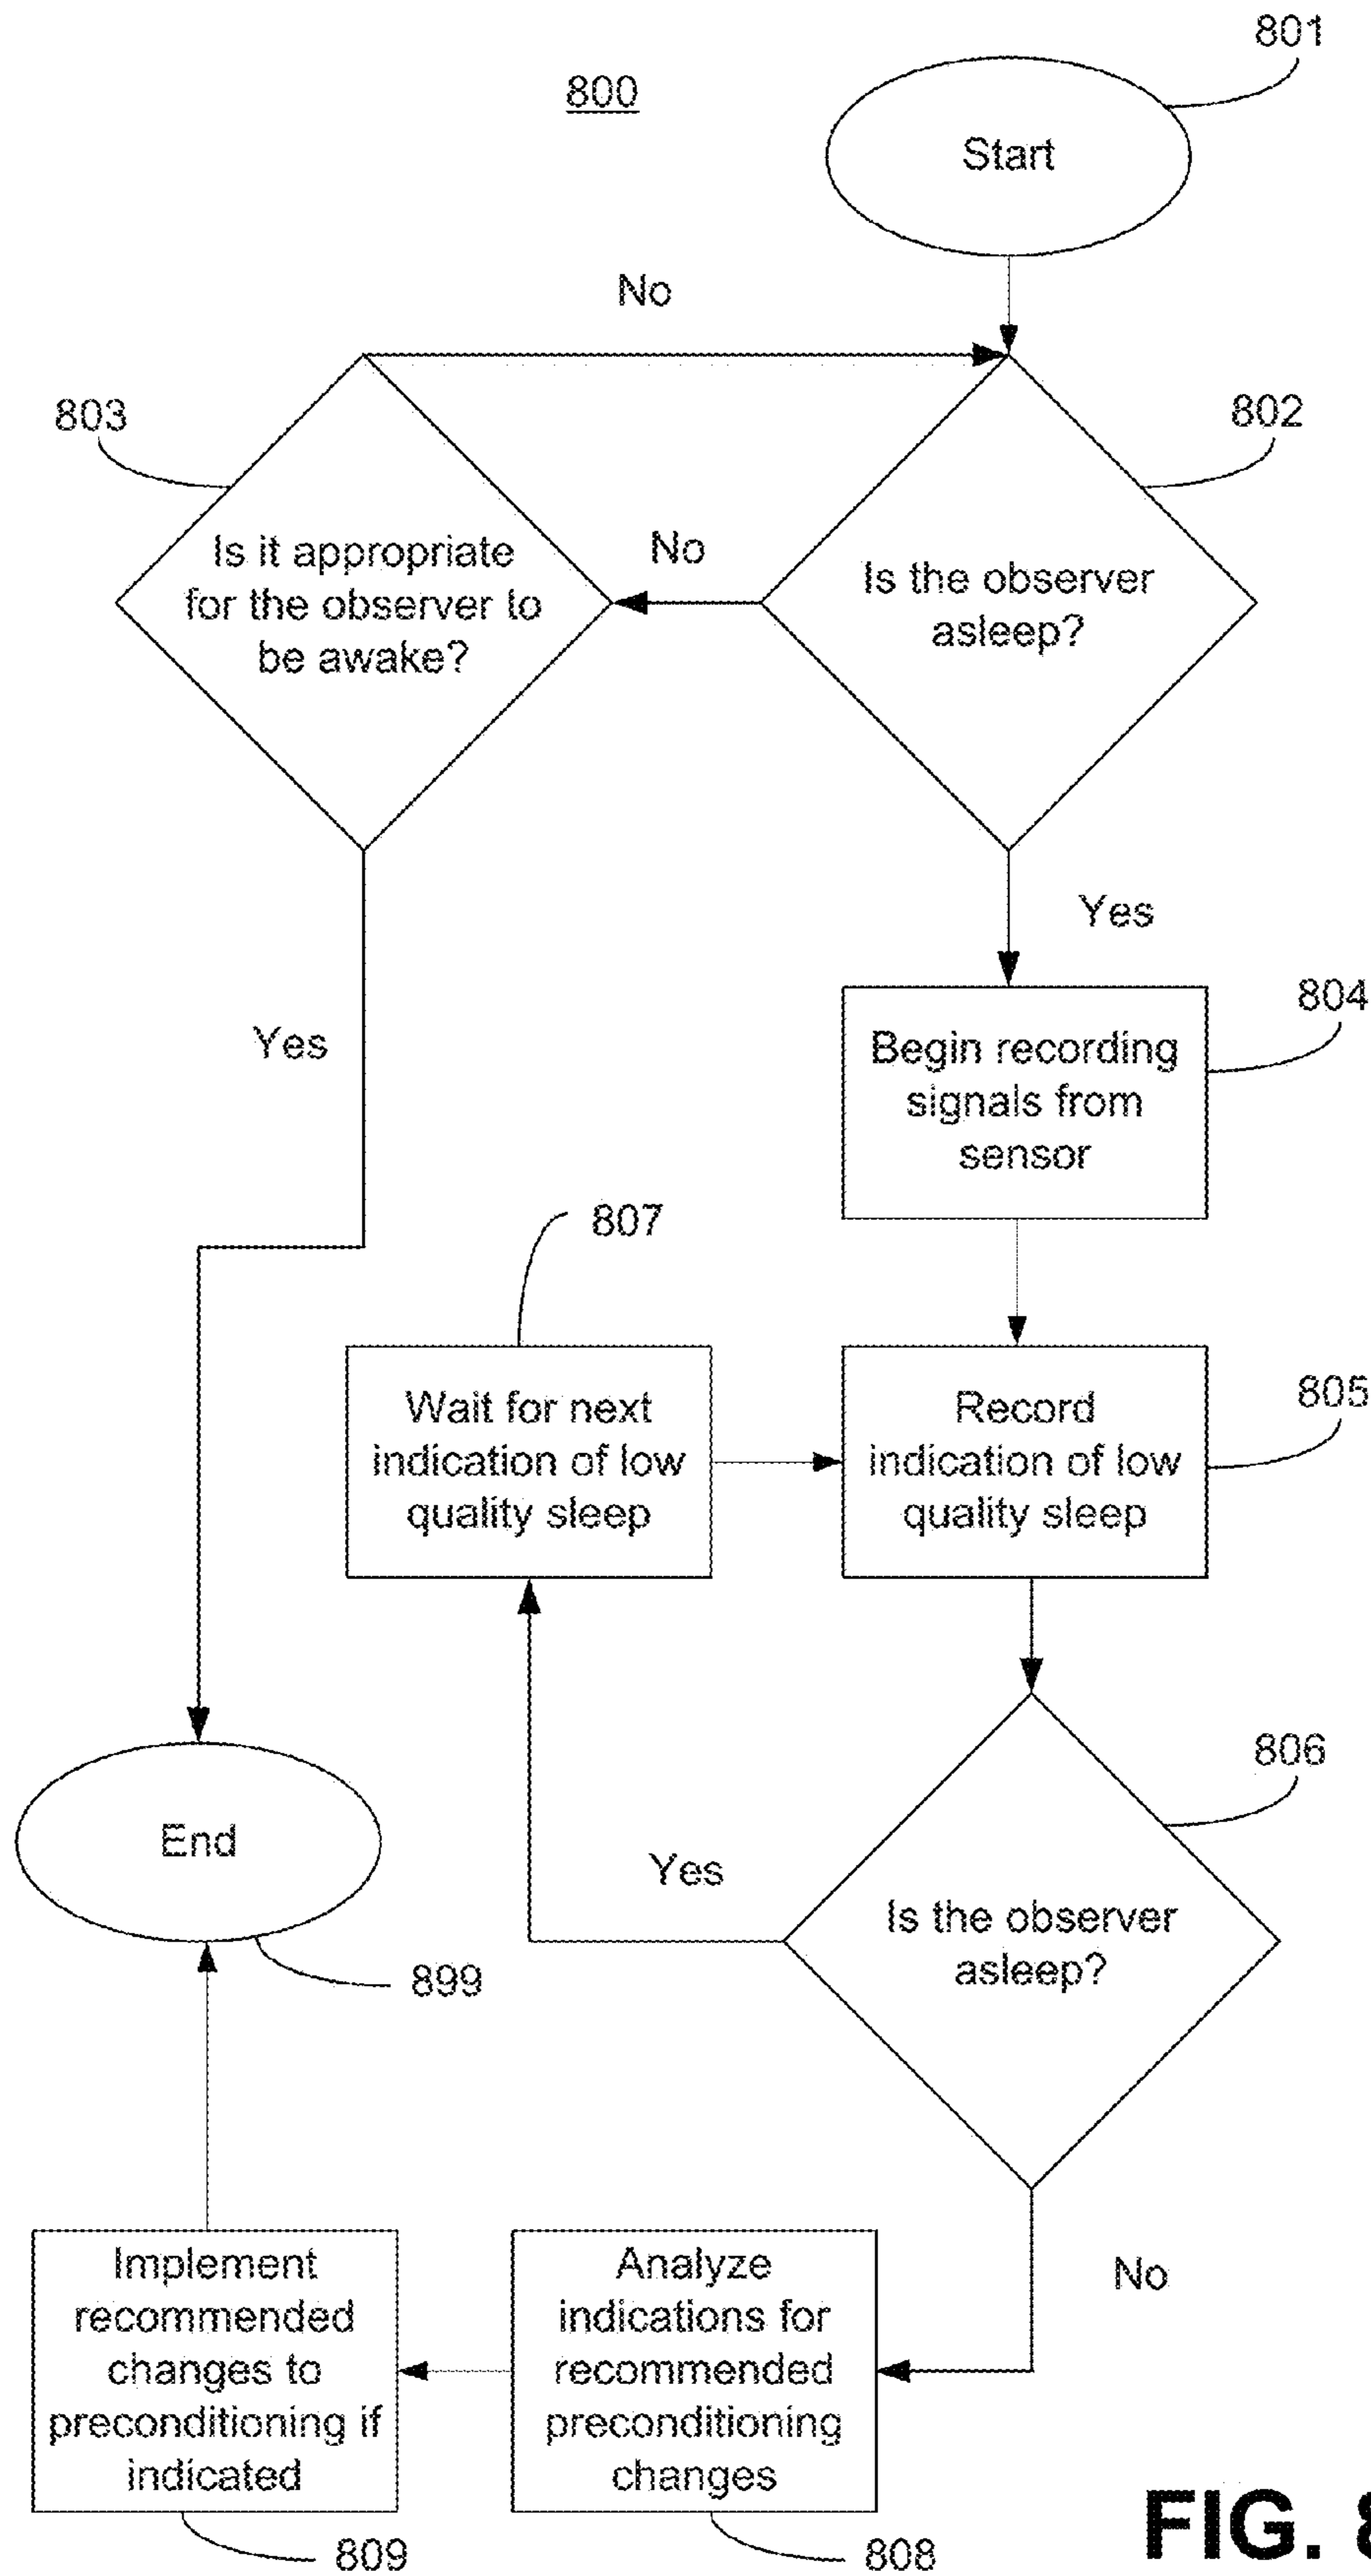 801
800
Start
No
803
802
Is it appropriate
for the observer to
be awake?
No
Is the observer
asleep?
Yes
804
Yes
Begin recording
signals from
sensor
807
805
Wait for next
indication of low
quality sleep
Record
indication of low
quality sleep
806
End
Yes
Is the observer
asleep?
899
Implement
recommended
changes to
preconditioning if
indicated
Analyze
indications for
recommended
preconditioning
changes
No
809
808
FIG. 8